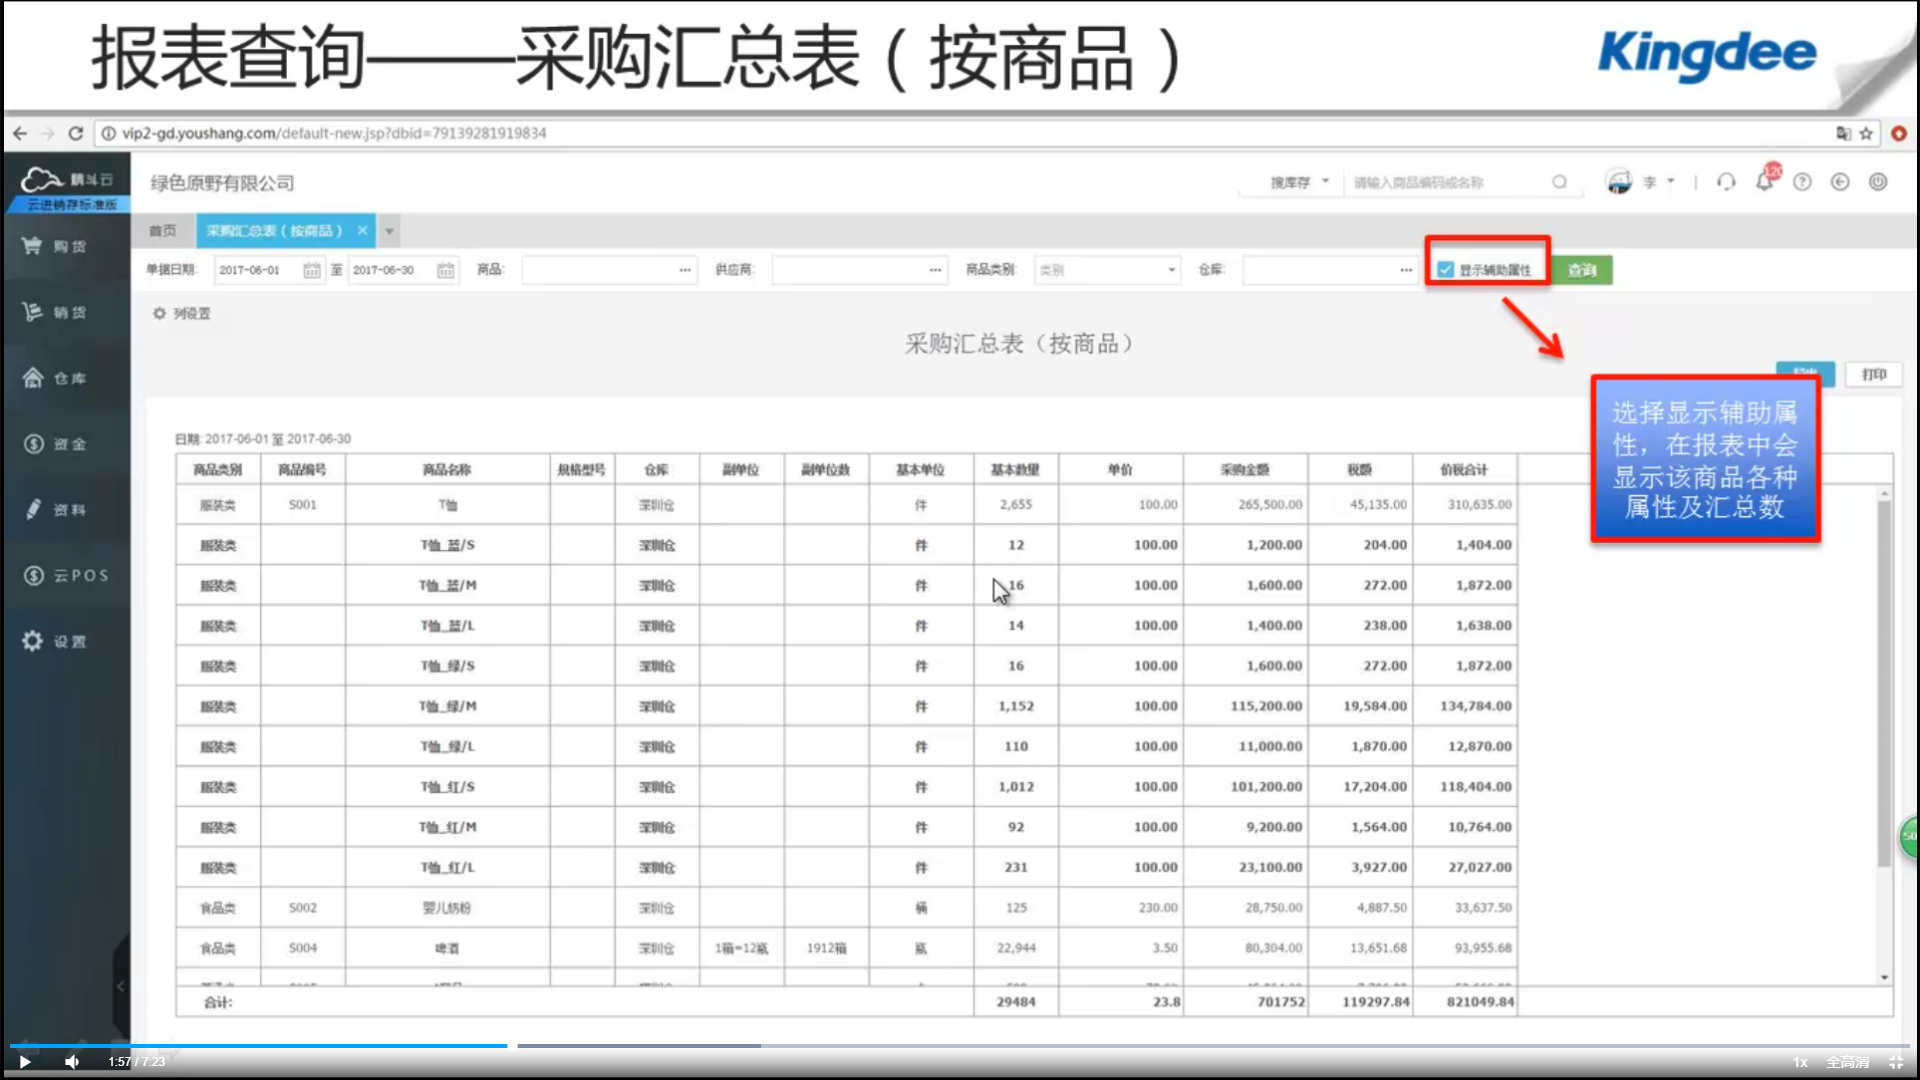 报表查询——采购汇总表（按商品）
Kingdee
vip2-gd.youshang.com/default-new.jsp?dbid=79139281919834
精斗云
云进销存标准版
绿色原野有限公司
搜库存 请输入商品编码或名称 李 | 120
首页 采购汇总表（按商品） ×
单据日期: 2017-06-01 至 2017-06-30 商品: ... 供应商: ... 商品类别: 类别 仓库: ... 显示辅助属性 查询
购货
销货
仓库
资金
资料
云POS
设置
列设置
采购汇总表（按商品）
打印
选择显示辅助属
性，在报表中会
显示该商品各种
属性及汇总数
日期: 2017-06-01 至 2017-06-30
商品类别 商品编号 商品名称 规格型号 仓库 副单位 副单位数 基本单位 基本数量 单价 采购金额 税额 价税合计
服装类 S001 T恤 深圳仓 件 2,655 100.00 265,500.00 45,135.00 310,635.00
服装类 T恤_蓝/S 深圳仓 件 12 100.00 1,200.00 204.00 1,404.00
服装类 T恤_蓝/M 深圳仓 件 16 100.00 1,600.00 272.00 1,872.00
服装类 T恤_蓝/L 深圳仓 件 14 100.00 1,400.00 238.00 1,638.00
服装类 T恤_绿/S 深圳仓 件 16 100.00 1,600.00 272.00 1,872.00
服装类 T恤_绿/M 深圳仓 件 1,152 100.00 115,200.00 19,584.00 134,784.00
服装类 T恤_绿/L 深圳仓 件 110 100.00 11,000.00 1,870.00 12,870.00
服装类 T恤_红/S 深圳仓 件 1,012 100.00 101,200.00 17,204.00 118,404.00
服装类 T恤_红/M 深圳仓 件 92 100.00 9,200.00 1,564.00 10,764.00
服装类 T恤_红/L 深圳仓 件 231 100.00 23,100.00 3,927.00 27,027.00
食品类 S002 婴儿奶粉 深圳仓 桶 125 230.00 28,750.00 4,887.50 33,637.50
食品类 S004 啤酒 深圳仓 1箱=12瓶 1912箱 瓶 22,944 3.50 80,304.00 13,651.68 93,955.68
合计: 29484 23.8 701752 119297.84 821049.84
50
1:57 / 7:23 1x 全高清